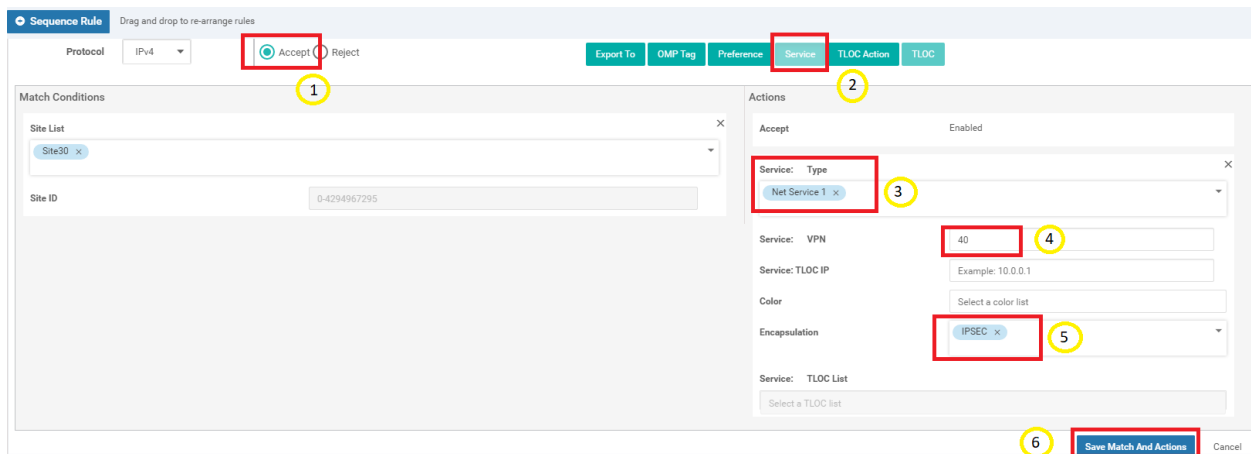 Sequence Rule Drag and drop to re-arrange rules
Protocol IPv4 Accept Reject Export To OMP Tag Preference Service TLOC Action TLOC
1 2
Match Conditions Actions
Site List ×
Site30 ×
Site ID 0-4294967295
Accept Enabled
Service: Type ×
Net Service 1 × 3
Service: VPN 40 4
Service: TLOC IP Example: 10.0.0.1
Color Select a color list
Encapsulation IPSEC × 5
Service: TLOC List
Select a TLOC list
6 Save Match And Actions Cancel